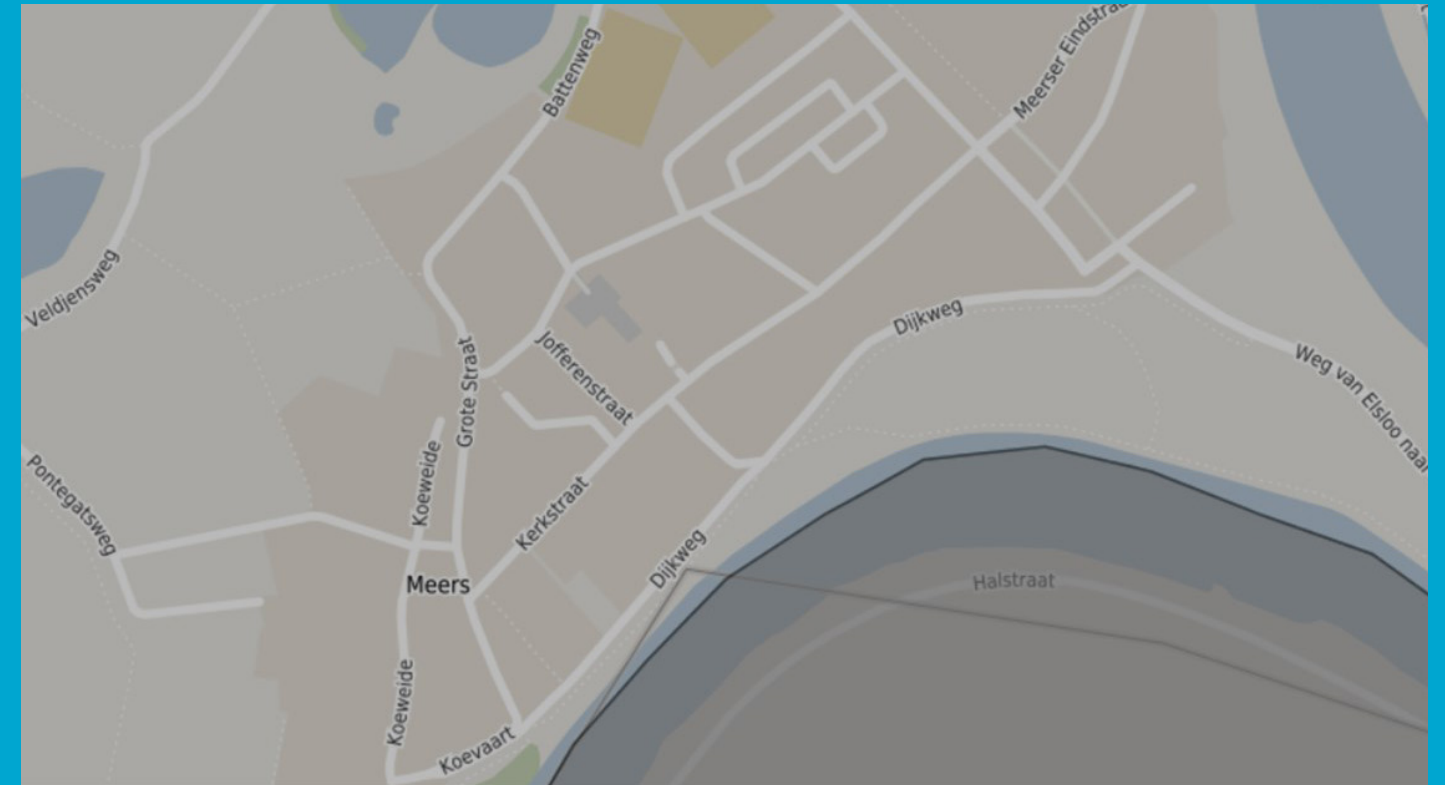 Battenweg
Meerser Eindstraa
Veldjensweg
Grote Straat
Jofferenstraat
Dijkweg
Weg van Elsloo naar
Pontegatsweg
Koeweide
Kerkstraat
Dijkweg
Meers
Halstraat
Koeweide
Koevaart